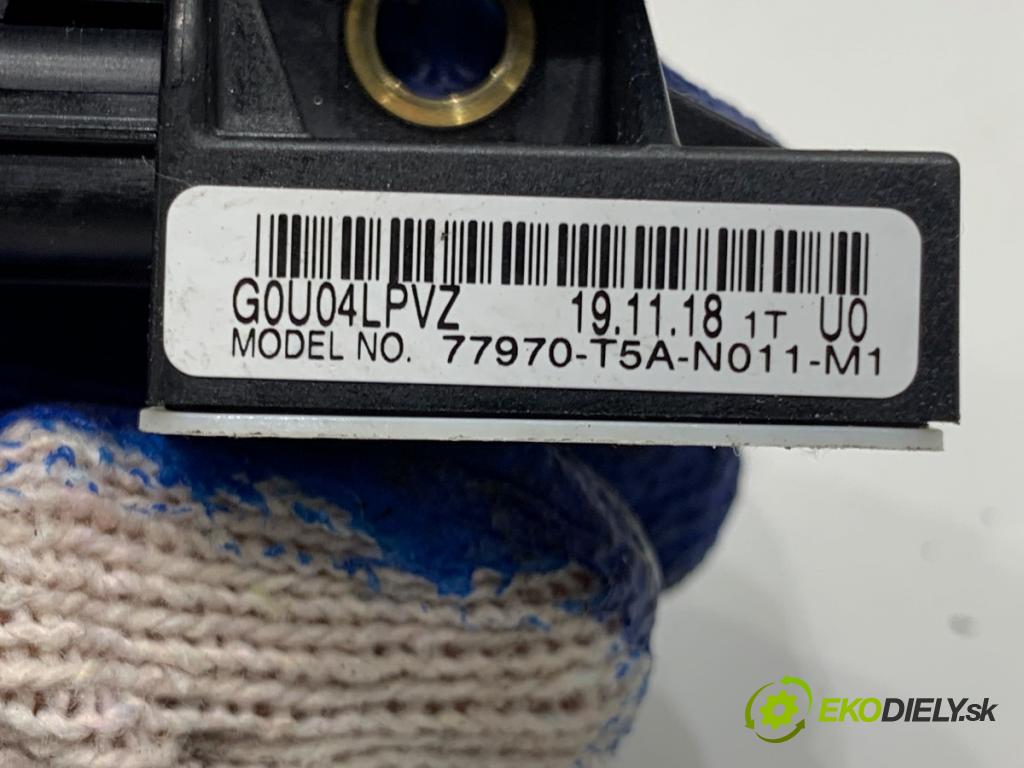 G0U04LPVZ 19.11.18 1T U0
MODEL NO. 77970-T5A-N011-M1
EKODIELY.sk